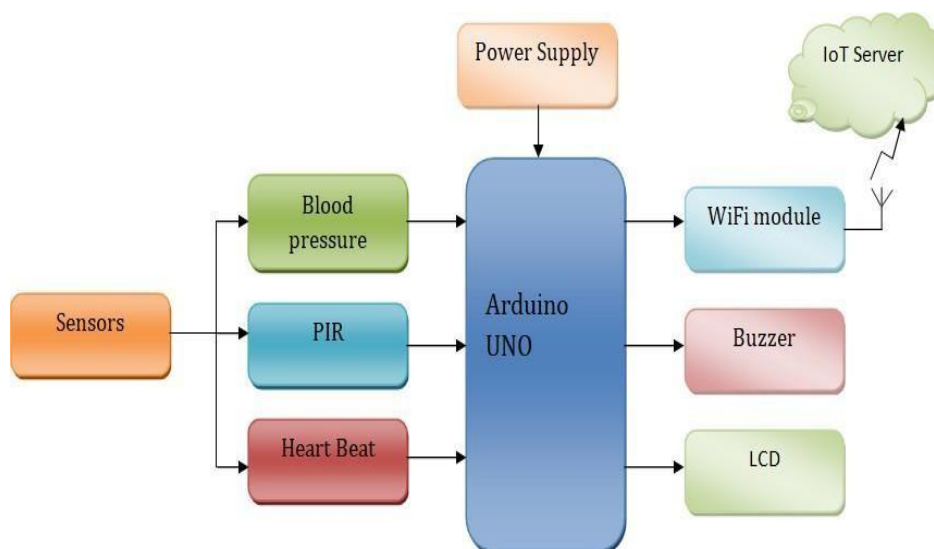 Power Supply
IoT Server
Blood
pressure
WiFi module
Sensors
PIR
Arduino
UNO
Buzzer
Heart Beat
LCD